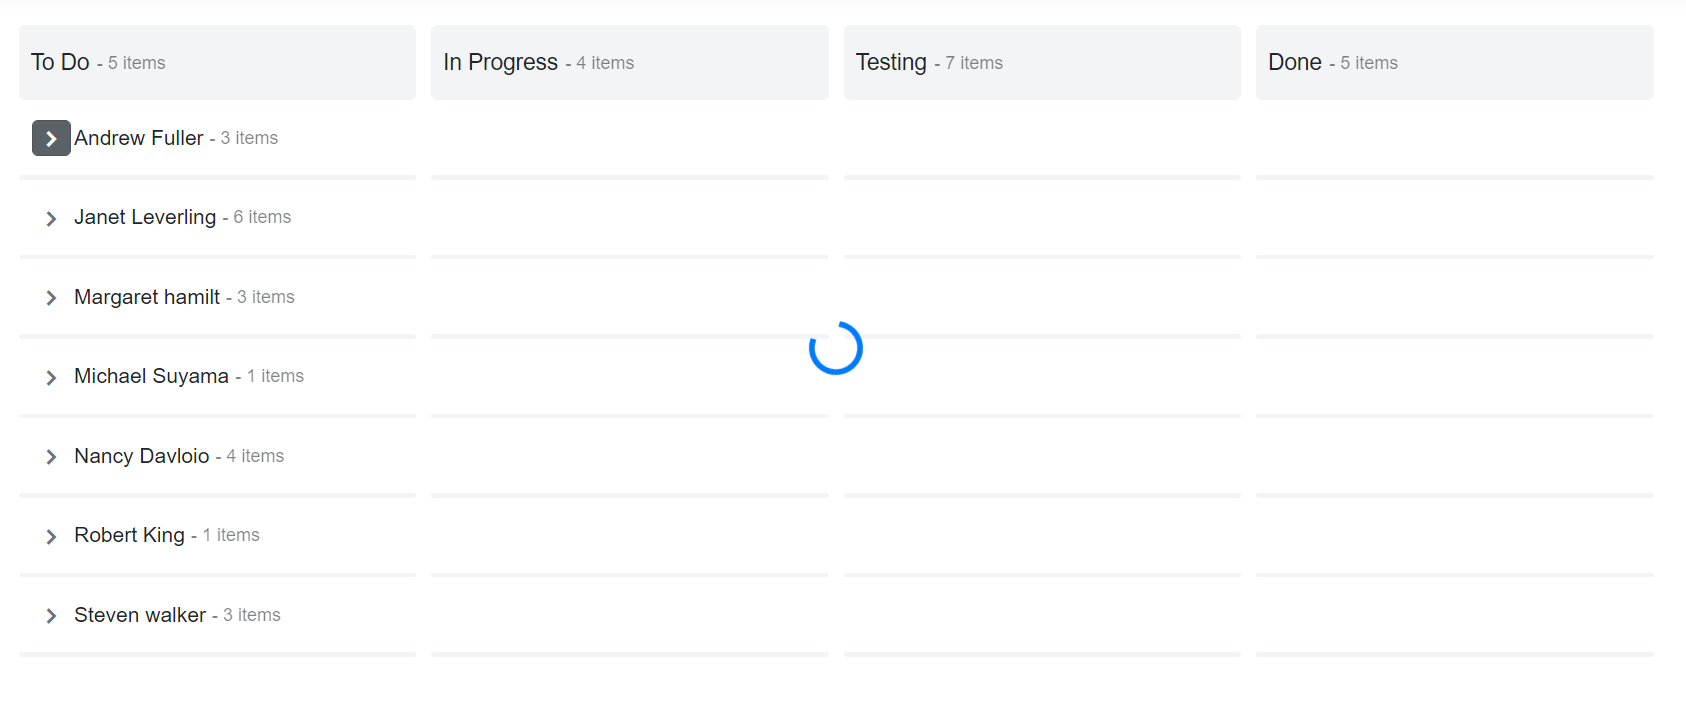 To Do - 5 items
In Progress - 4 items
Testing - 7 items
Done - 5 items
Andrew Fuller - 3 items
Janet Leverling - 6 items
Margaret hamilt - 3 items
Michael Suyama - 1 items
Nancy Davloio - 4 items
Robert King - 1 items
Steven walker - 3 items